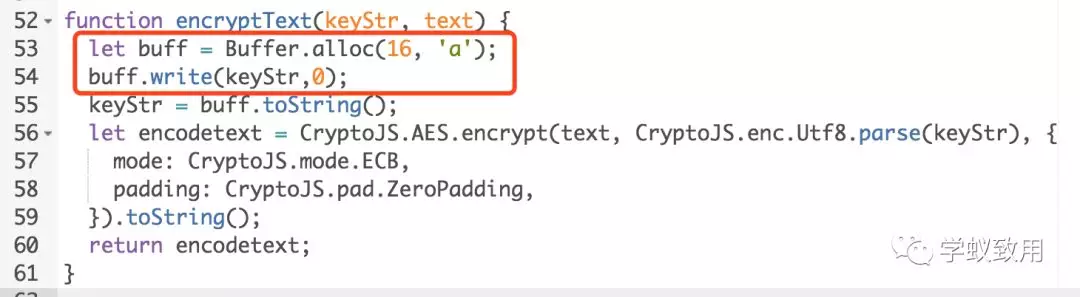 52 function encryptText(keyStr, text) {
53 let buff = Buffer.alloc(16, 'a');
54 buff.write(keyStr,0);
55 keyStr = buff.toString();
56 let encodetext = CryptoJS.AES.encrypt(text, CryptoJS.enc.Utf8.parse(keyStr), {
57 mode: CryptoJS.mode.ECB,
58 padding: CryptoJS.pad.ZeroPadding,
59 }).toString();
60 return encodetext;
61 }
学蚁致用